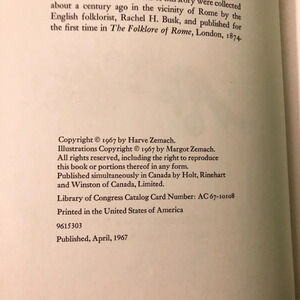 were collected
about a century ago in the vicinity of Rome by the
English folklorist, Rachel H. Busk, and published for
the first time in The Folklore of Rome, London, 1874.
Copyright © 1967 by Harve Zemach.
Illustrations Copyright © 1967 by Margot Zemach.
All rights reserved, including the right to reproduce
this book or portions thereof in any form.
Published simultaneously in Canada by Holt, Rinehart
and Winston of Canada, Limited.
Library of Congress Catalog Card Number: AC 67-10108
Printed in the United States of America
9615303
Published, April, 1967